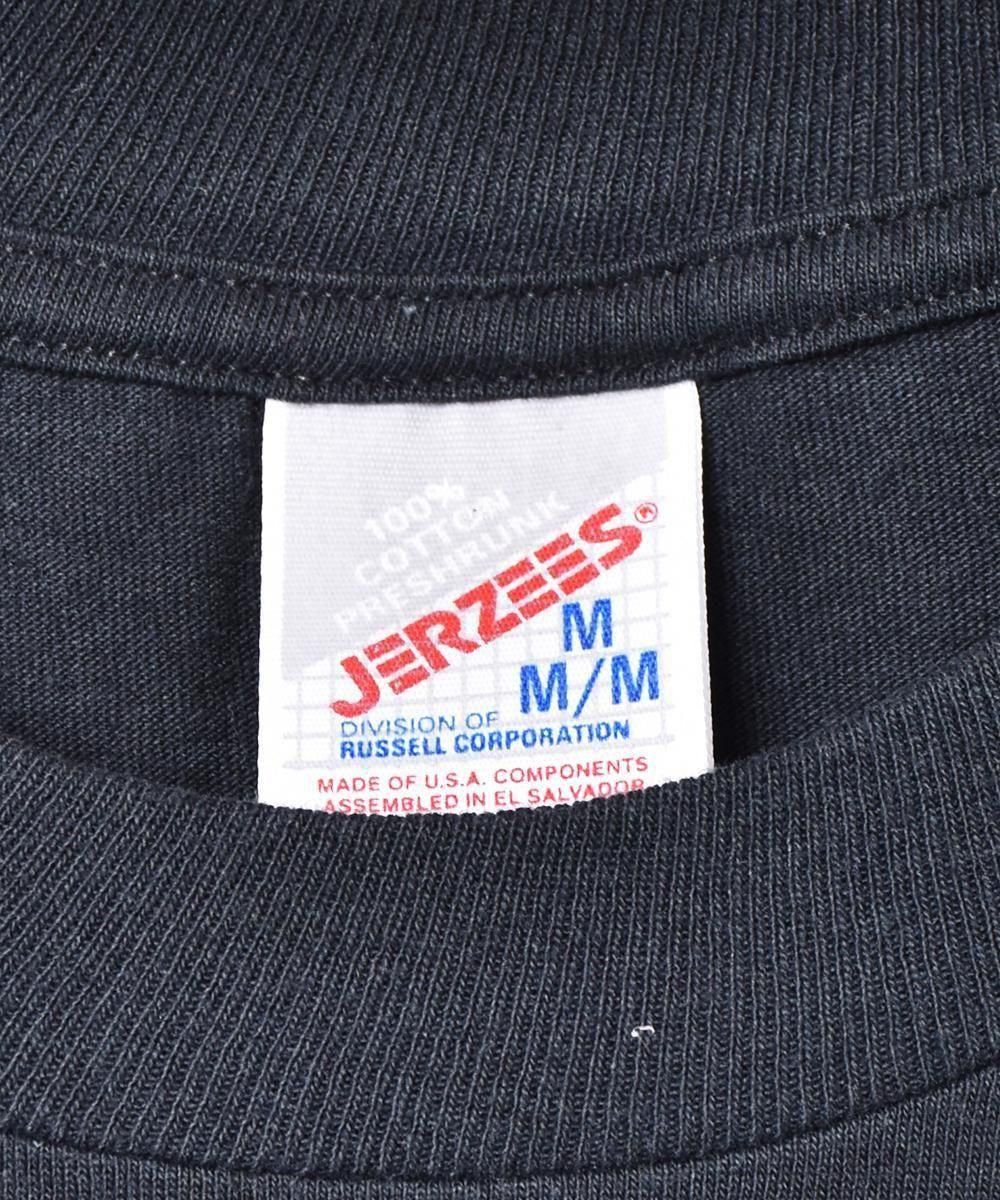 100%
COTTON
PRESHRUNK
JERZEES®
M
M/M
DIVISION OF
RUSSELL CORPORATION
MADE OF U.S.A. COMPONENTS
ASSEMBLED IN EL SALVADOR